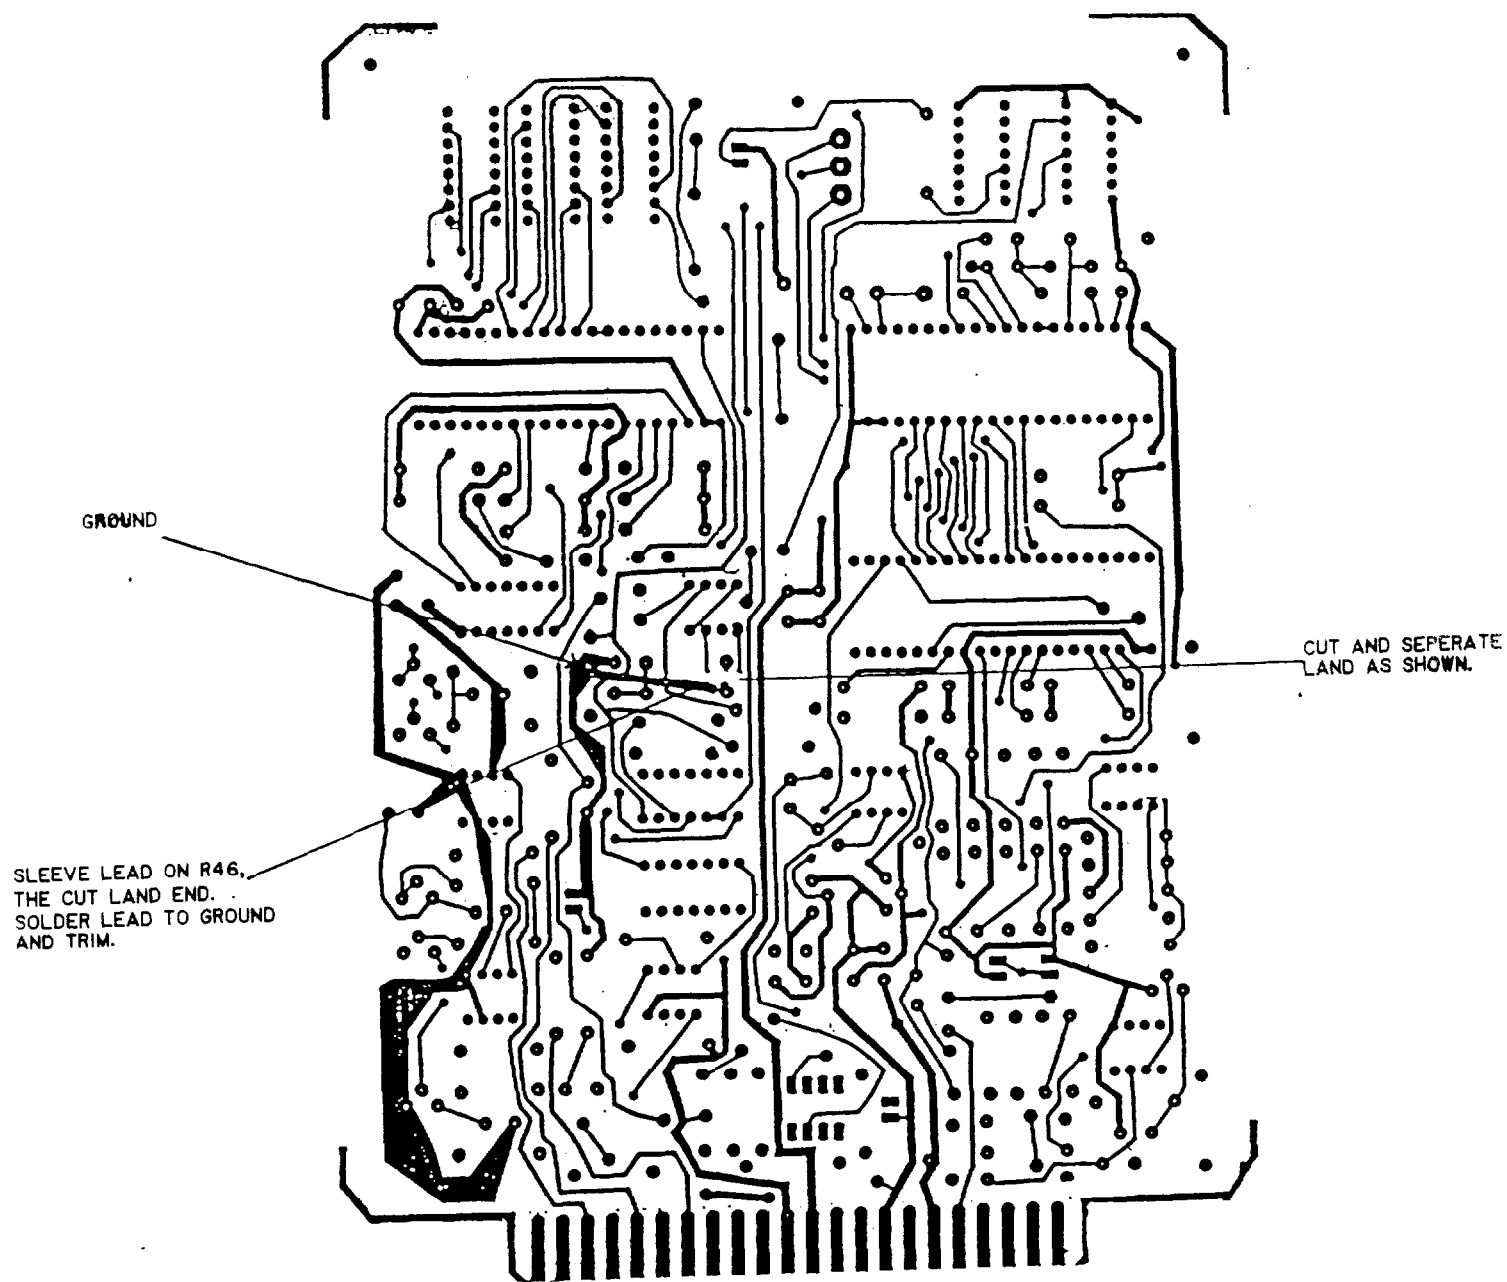 GROUND
CUT AND SEPERATE
LAND AS SHOWN.
SLEEVE LEAD ON R46,
THE CUT LAND END.
SOLDER LEAD TO GROUND
AND TRIM.